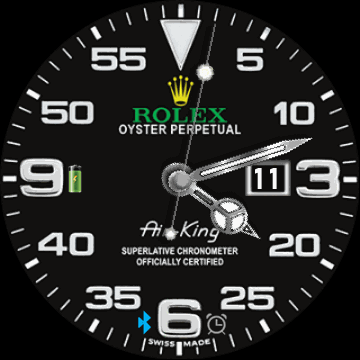 55 5
50 10
ROLEX
OYSTER PERPETUAL
9 11 3
Air-King
40 20
SUPERLATIVE CHRONOMETER
OFFICIALLY CERTIFIED
35 25
6
SWISS MADE